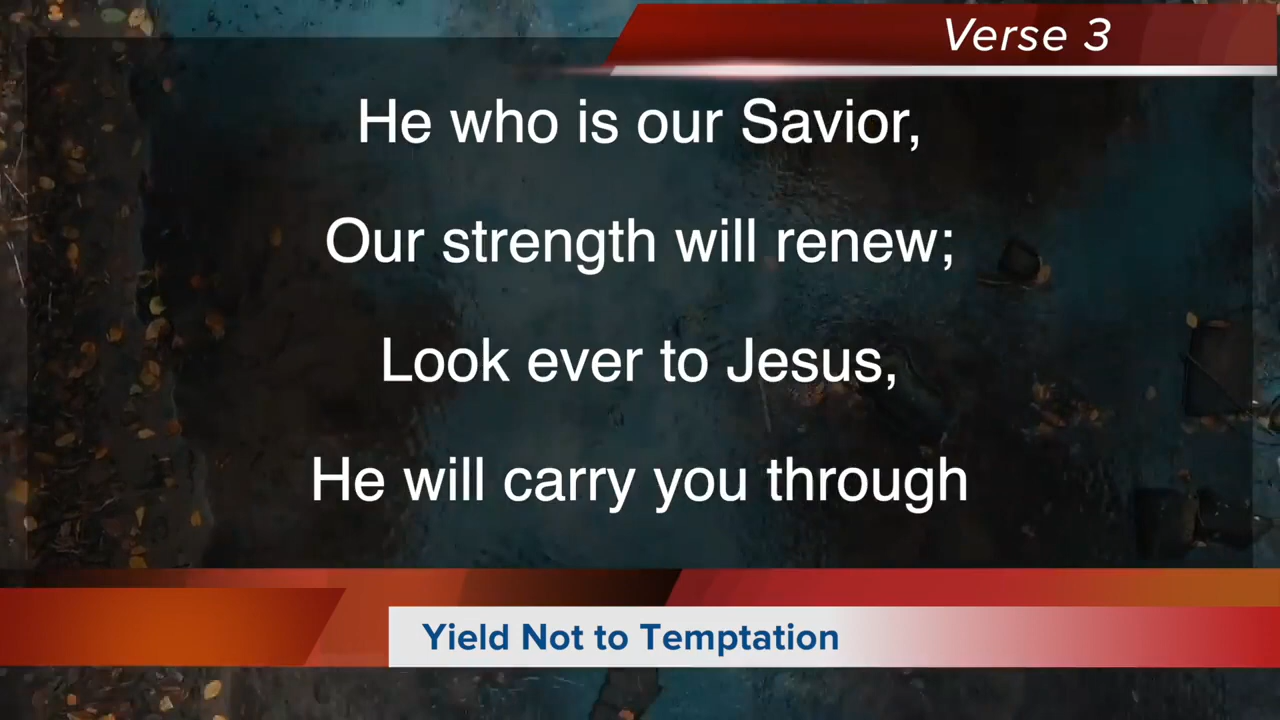 Verse 3
He who is our Savior,
Our strength will renew;
Look ever to Jesus,
He will carry you through
Yield Not to Temptation